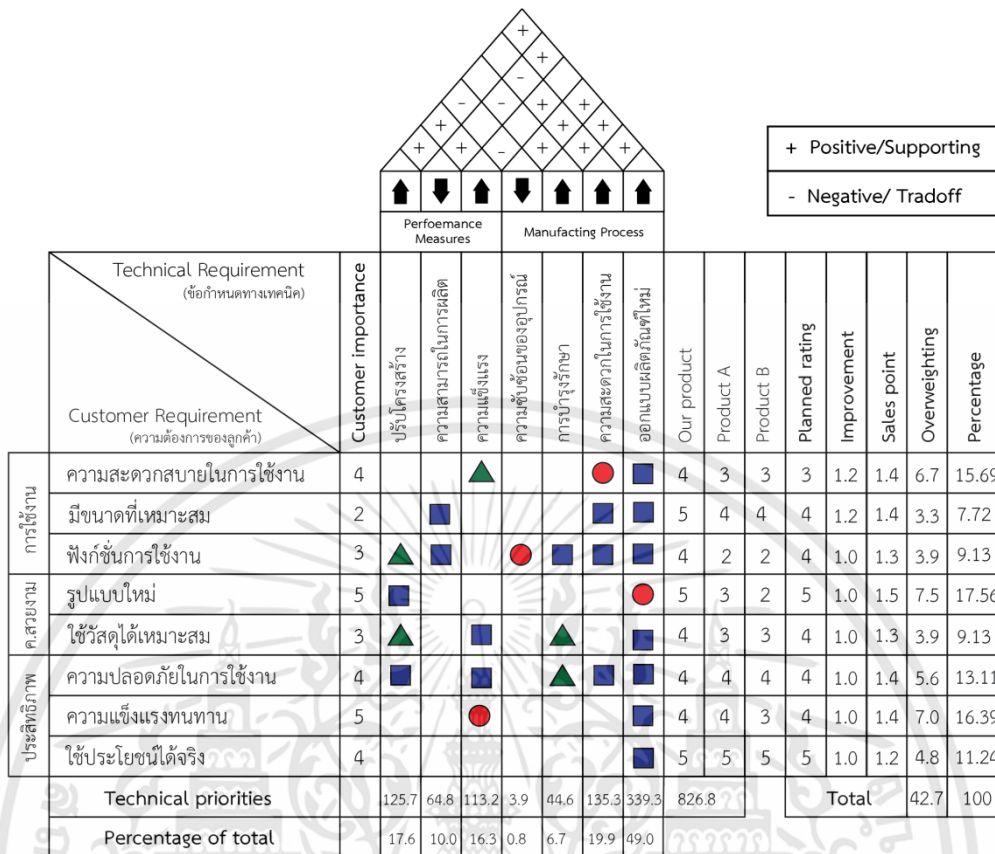 +
+
-
- - +
+ - + +
+ + - + + +
+ Positive/Supporting
- Negative/ Tradoff
Perfoemance Measures
Manufacting Process
Technical Requirement
(ข้อกำหนดทางเทคนิค)
Customer Requirement
(ความต้องการของลูกค้า)
Customer importance
ปรับโครงสร้าง
ความสามารถในการผลิต
ความแข็งแรง
ความซับซ้อนของอุปกรณ์
การบำรุงรักษา
ความสะดวกในการใช้งาน
ออกแบบผลิตภัณฑ์ใหม่
Our product
Product A
Product B
Planned rating
Improvement
Sales point
Overweighting
Percentage
การใช้งาน
ความสะดวกสบายในการใช้งาน 4 4 3 3 3 1.2 1.4 6.7 15.69
มีขนาดที่เหมาะสม 2 5 4 4 4 1.2 1.4 3.3 7.72
ฟังก์ชั่นการใช้งาน 3 4 2 2 4 1.0 1.3 3.9 9.13
ค.สวยงาม
รูปแบบใหม่ 5 5 3 2 5 1.0 1.5 7.5 17.56
ใช้วัสดุได้เหมาะสม 3 4 3 3 4 1.0 1.3 3.9 9.13
ประสิทธิภาพ
ความปลอดภัยในการใช้งาน 4 4 4 4 4 1.0 1.4 5.6 13.11
ความแข็งแรงทนทาน 5 4 4 3 4 1.0 1.4 7.0 16.39
ใช้ประโยชน์ได้จริง 4 5 5 5 5 1.0 1.2 4.8 11.24
Technical priorities 125.7 64.8 113.2 3.9 44.6 135.3 339.3 826.8 Total 42.7 100
Percentage of total 17.6 10.0 16.3 0.8 6.7 19.9 49.0